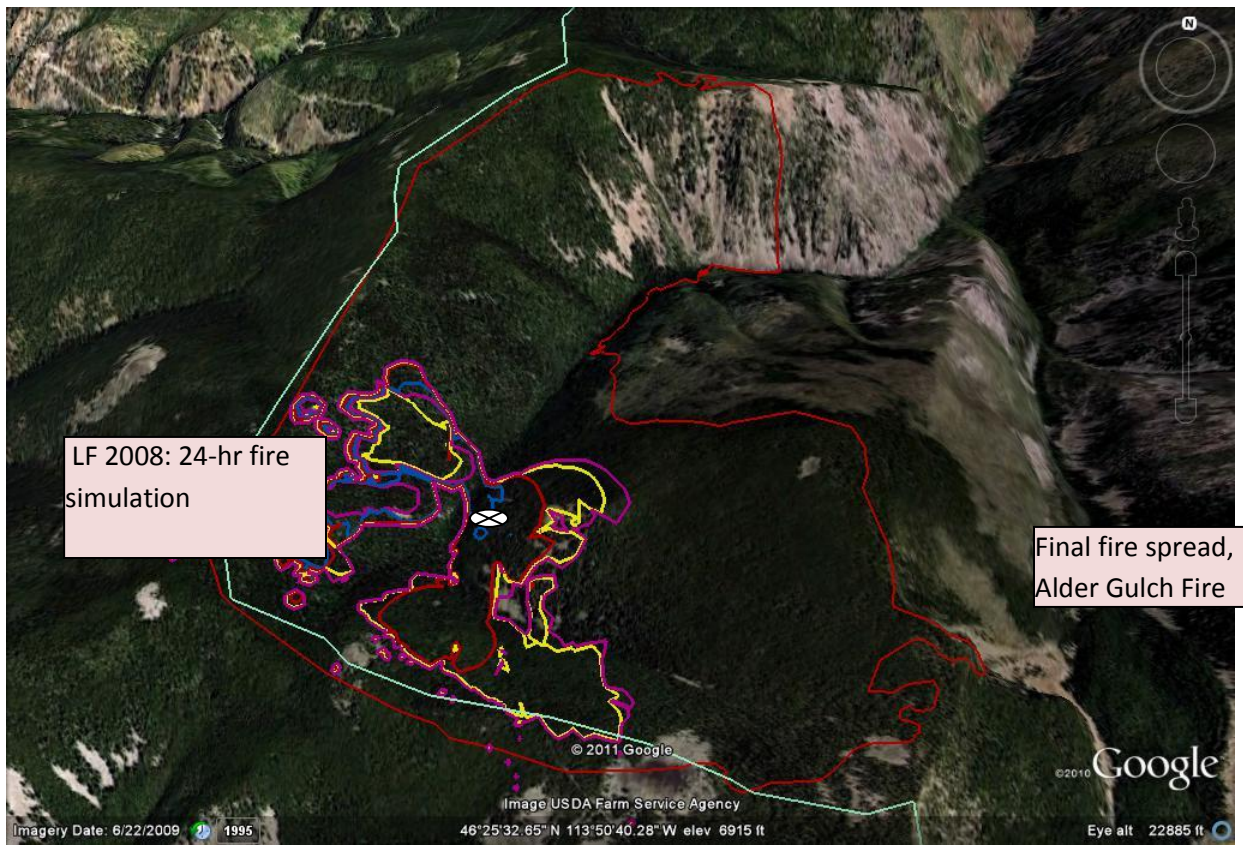 N
LF 2008: 24-hr fire
simulation
Final fire spread,
Alder Gulch Fire
© 2011 Google
©2010 Google
Image USDA Farm Service Agency
Imagery Date: 6/22/2009 1995 46°25'32.65" N 113°50'40.28" W elev 6915 ft Eye alt 22885 ft